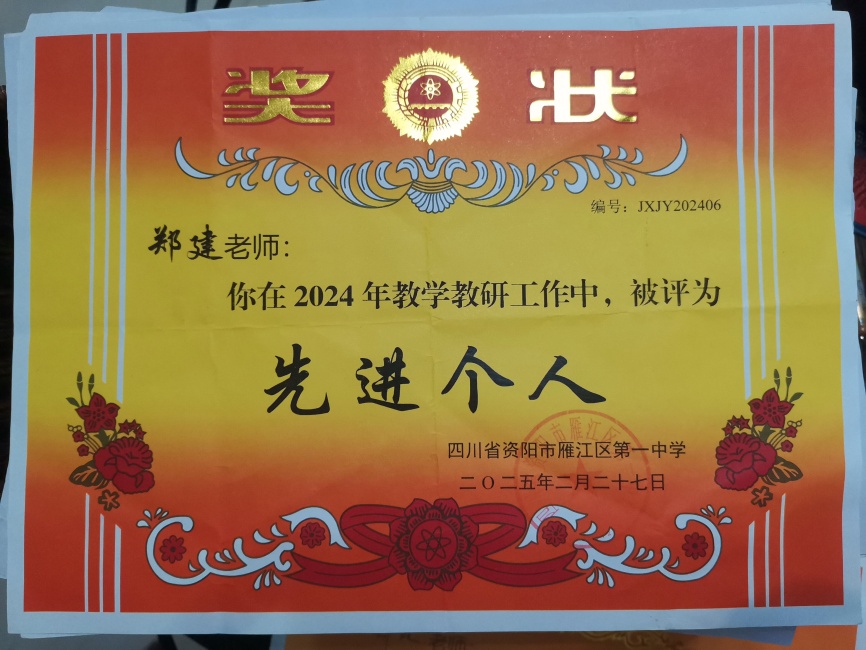 奖状
编号：JXJY202406
郑建老师：
你在2024年教学教研工作中，被评为
先进个人
四川省资阳市雁江区第一中学
二〇二五年二月二十七日